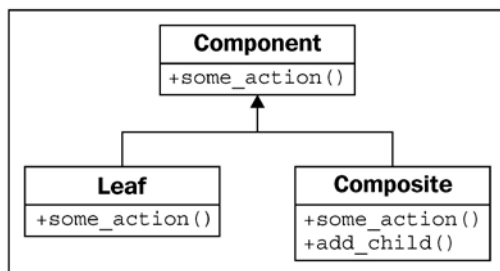 Component
+some_action()
Leaf
+some_action()
Composite
+some_action()
+add_child()